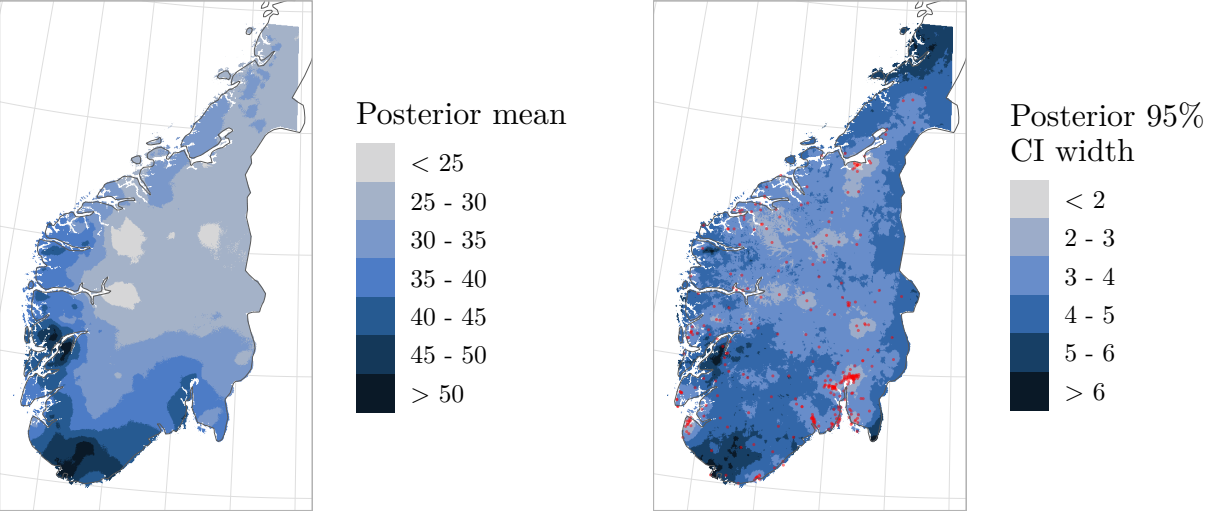 Posterior mean
< 25
25 - 30
30 - 35
35 - 40
40 - 45
45 - 50
> 50
Posterior 95%
CI width
< 2
2 - 3
3 - 4
4 - 5
5 - 6
> 6